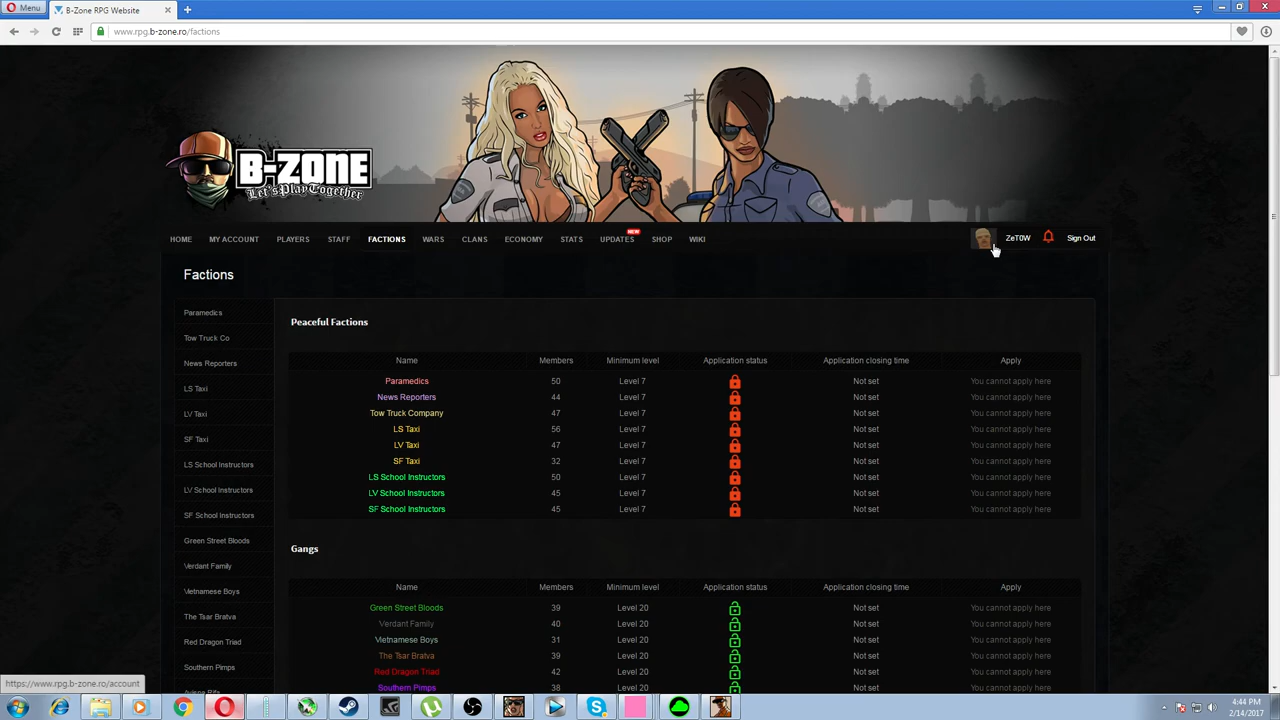 Menu
B-Zone RPG Website
www.rpg.b-zone.ro/factions
B-ZONE
Let'sPlayTogether
HOME MY ACCOUNT PLAYERS STAFF FACTIONS WARS CLANS ECONOMY STATS UPDATES NEW SHOP WIKI ZeT0W Sign Out
Factions
Paramedics
Tow Truck Co
News Reporters
LS Taxi
LV Taxi
SF Taxi
LS School Instructors
LV School Instructors
SF School Instructors
Green Street Bloods
Verdant Family
Vietnamese Boys
The Tsar Bratva
Red Dragon Triad
Southern Pimps
Peaceful Factions
Name Members Minimum level Application status Application closing time Apply
Paramedics 50 Level 7 Not set You cannot apply here
News Reporters 44 Level 7 Not set You cannot apply here
Tow Truck Company 47 Level 7 Not set You cannot apply here
LS Taxi 56 Level 7 Not set You cannot apply here
LV Taxi 47 Level 7 Not set You cannot apply here
SF Taxi 32 Level 7 Not set You cannot apply here
LS School Instructors 50 Level 7 Not set You cannot apply here
LV School Instructors 45 Level 7 Not set You cannot apply here
SF School Instructors 45 Level 7 Not set You cannot apply here
Gangs
Name Members Minimum level Application status Application closing time Apply
Green Street Bloods 39 Level 20 Not set You cannot apply here
Verdant Family 40 Level 20 Not set You cannot apply here
Vietnamese Boys 31 Level 20 Not set You cannot apply here
The Tsar Bratva 39 Level 20 Not set You cannot apply here
Red Dragon Triad 42 Level 20 Not set You cannot apply here
Southern Pimps 38 Level 20 Not set You cannot apply here
https://www.rpg.b-zone.ro/account
4:44 PM
2/14/2017